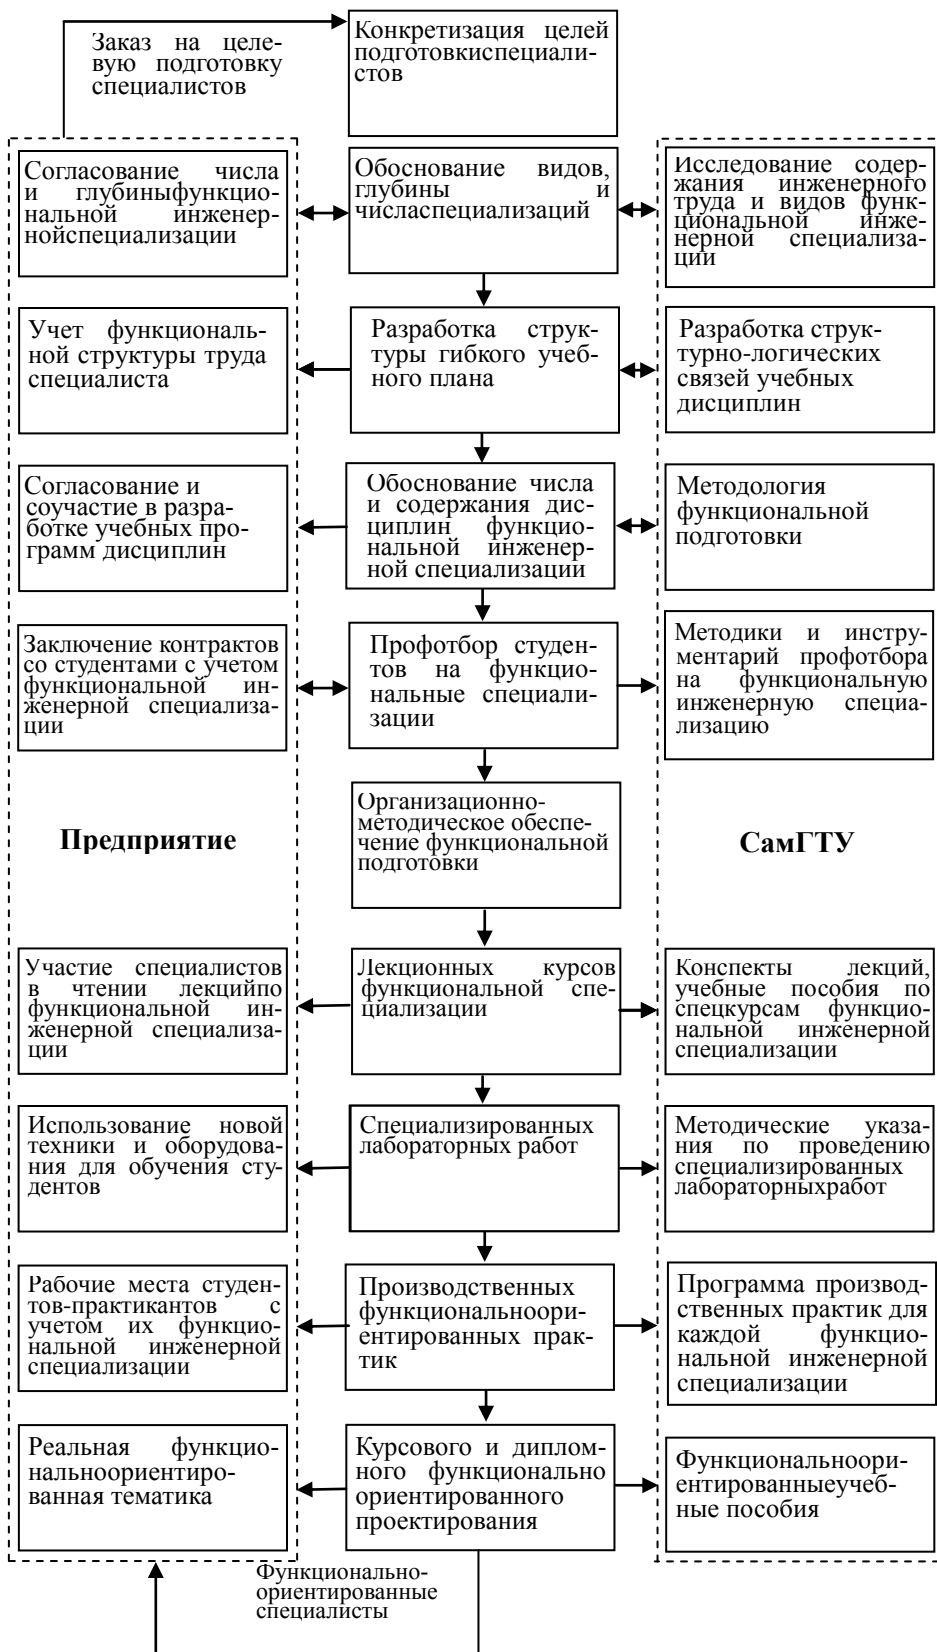 Заказ на целе-
вую подготовку
специалистов
Конкретизация целей
подготовкиспециали-
стов
Согласование числа
и глубиныфункцио-
нальной инженер-
нойспециализации
Обоснование видов,
глубины и
числаспециализаций
Исследование содер-
жания инженерного
труда и видов функ-
циональной инже-
нерной специализа-
ции
Учет функциональ-
ной структуры труда
специалиста
Разработка струк-
туры гибкого учеб-
ного плана
Разработка струк-
турно-логических
связей учебных
дисциплин
Согласование и
соучастие в разра-
ботке учебных про-
грамм дисциплин
Обоснование числа
и содержания дис-
циплин функцио-
нальной инженер-
ной специализации
Методология
функциональной
подготовки
Заключение контрактов
со студентами с учетом
функциональной ин-
женерной специализа-
ции
Профотбор студен-
тов на функцио-
нальные специали-
зации
Методики и инстру-
ментарий профотбора
на функциональную
инженерную специа-
лизацию
Предприятие
Организационно-
методическое обеспе-
чение функциональной
подготовки
СамГТУ
Участие специалистов
в чтении лекцийпо
функциональной ин-
женерной специализа-
ции
Лекционных курсов
функциональной спе-
циализации
Конспекты лекций,
учебные пособия по
спецкурсам функцио-
нальной инженерной
специализации
Использование новой
техники и оборудова-
ния для обучения сту-
дентов
Специализированных
лабораторных работ
Методические указа-
ния по проведению
специализированных
лабораторныхработ
Рабочие места студен-
тов-практикантов с
учетом их функцио-
нальной инженерной
специализации
Производственных
функциональноори-
ентированных прак-
тик
Программа производ-
ственных практик для
каждой функцио-
нальной инженерной
специализации
Реальная функцио-
нальноориентиро-
ванная тематика
Курсового и диплом-
ного функционально
ориентированного
проектирования
Функциональноори-
ентированныеучеб-
ные пособия
Функционально-
ориентированные
специалисты